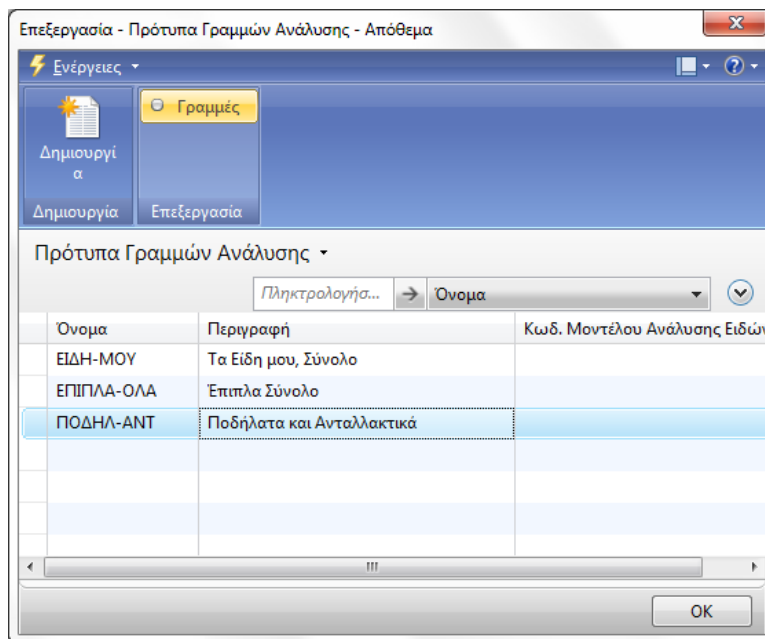 Επεξεργασία - Πρότυπα Γραμμών Ανάλυσης - Απόθεμα
Ενέργειες
Γραμμές
Δημιουργί
α
Δημιουργία Επεξεργασία
Πρότυπα Γραμμών Ανάλυσης
Πληκτρολογήσ... Όνομα
Όνομα Περιγραφή Κωδ. Μοντέλου Ανάλυσης Ειδών
ΕΙΔΗ-ΜΟΥ Τα Είδη μου, Σύνολο
ΕΠΙΠΛΑ-ΟΛΑ Έπιπλα Σύνολο
ΠΟΔΗΛ-ΑΝΤ Ποδήλατα και Ανταλλακτικά
OK